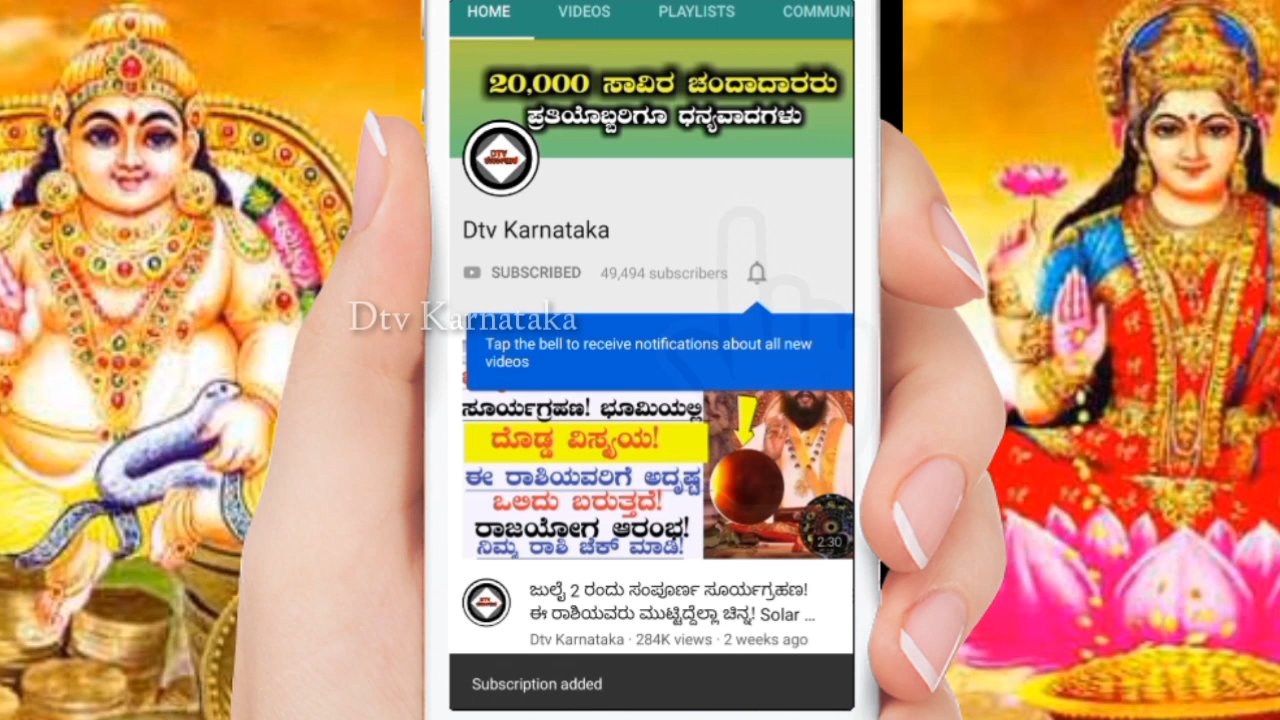 HOME VIDEOS PLAYLISTS COMMUN
20,000 ಸಾವಿರ ಚಂದಾದಾರರು
ಪ್ರತಿಯೊಬ್ಬರಿಗೂ ಧನ್ಯವಾದಗಳು
DTV
Dtv Karnataka
SUBSCRIBED 49,494 subscribers
Dtv Karnataka
Tap the bell to receive notifications about all new
videos
ಸೂರ್ಯಗ್ರಹಣ! ಭೂಮಿಯಲ್ಲಿ
ದೊಡ್ಡ ವಿಸ್ಮಯ!
ಈ ರಾಶಿಯವರಿಗೆ ಅದೃಷ್ಟ
ಒಲಿದು ಬರುತ್ತದೆ!
ರಾಜಯೋಗ ಆರಂಭ!
ನಿಮ್ಮ ರಾಶಿ ಚೆಕ್ ಮಾಡಿ!
2:30
ಜುಲೈ 2 ರಂದು ಸಂಪೂರ್ಣ ಸೂರ್ಯಗ್ರಹಣ!
ಈ ರಾಶಿಯವರು ಮುಟ್ಟಿದ್ದೆಲ್ಲಾ ಚಿನ್ನ! Solar ...
Dtv Karnataka · 284K views · 2 weeks ago
Subscription added